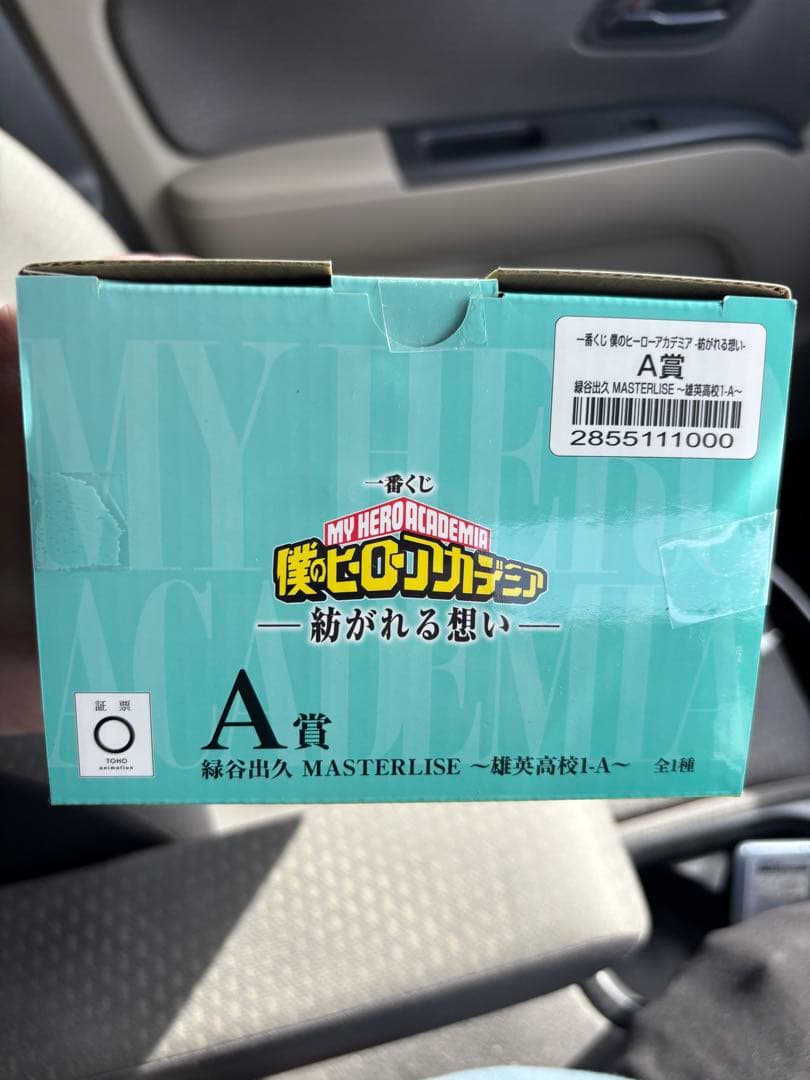 一番くじ 僕のヒーローアカデミア -紡がれる想い-
A賞
緑谷出久 MASTERLISE ～雄英高校1-A～
2855111000
MY HERO
ACADEMIA
一番くじ
MY HERO ACADEMIA
僕のヒーローアカデミア
― 紡がれる想い ―
A賞
緑谷出久 MASTERLISE ～雄英高校1-A～ 全1種
証票
TOHO
animation